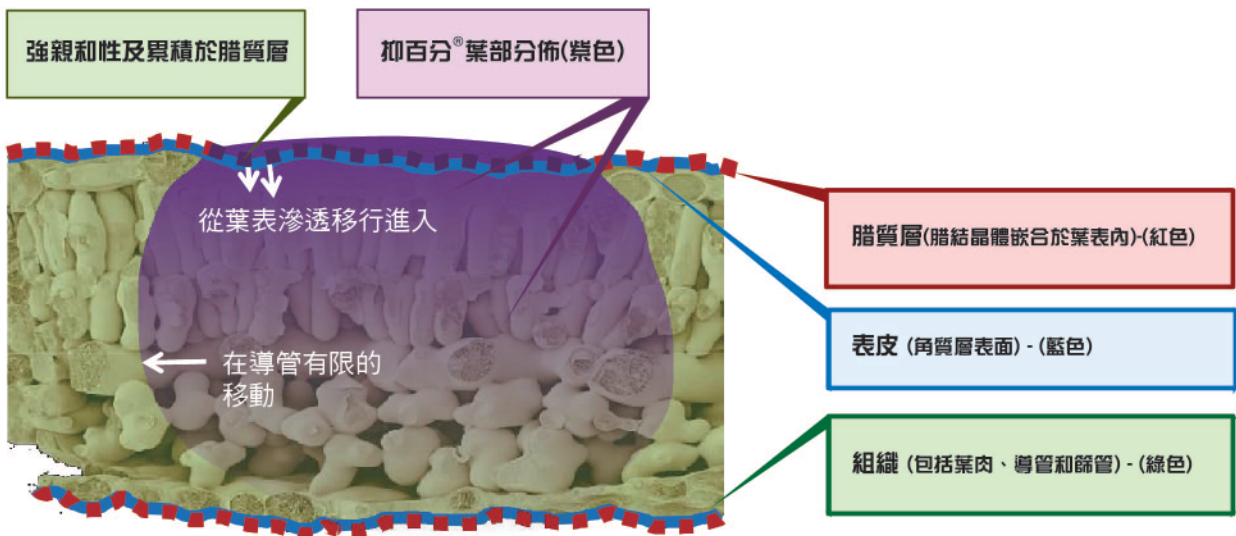 強親和性及累積於腊質層
抑百分®葉部分佈(紫色)
從葉表滲透移行進入
在導管有限的
移動
腊質層(腊結晶體嵌合於葉表內)-(紅色)
表皮 (角質層表面) - (藍色)
組織 (包括葉肉、導管和篩管) - (綠色)